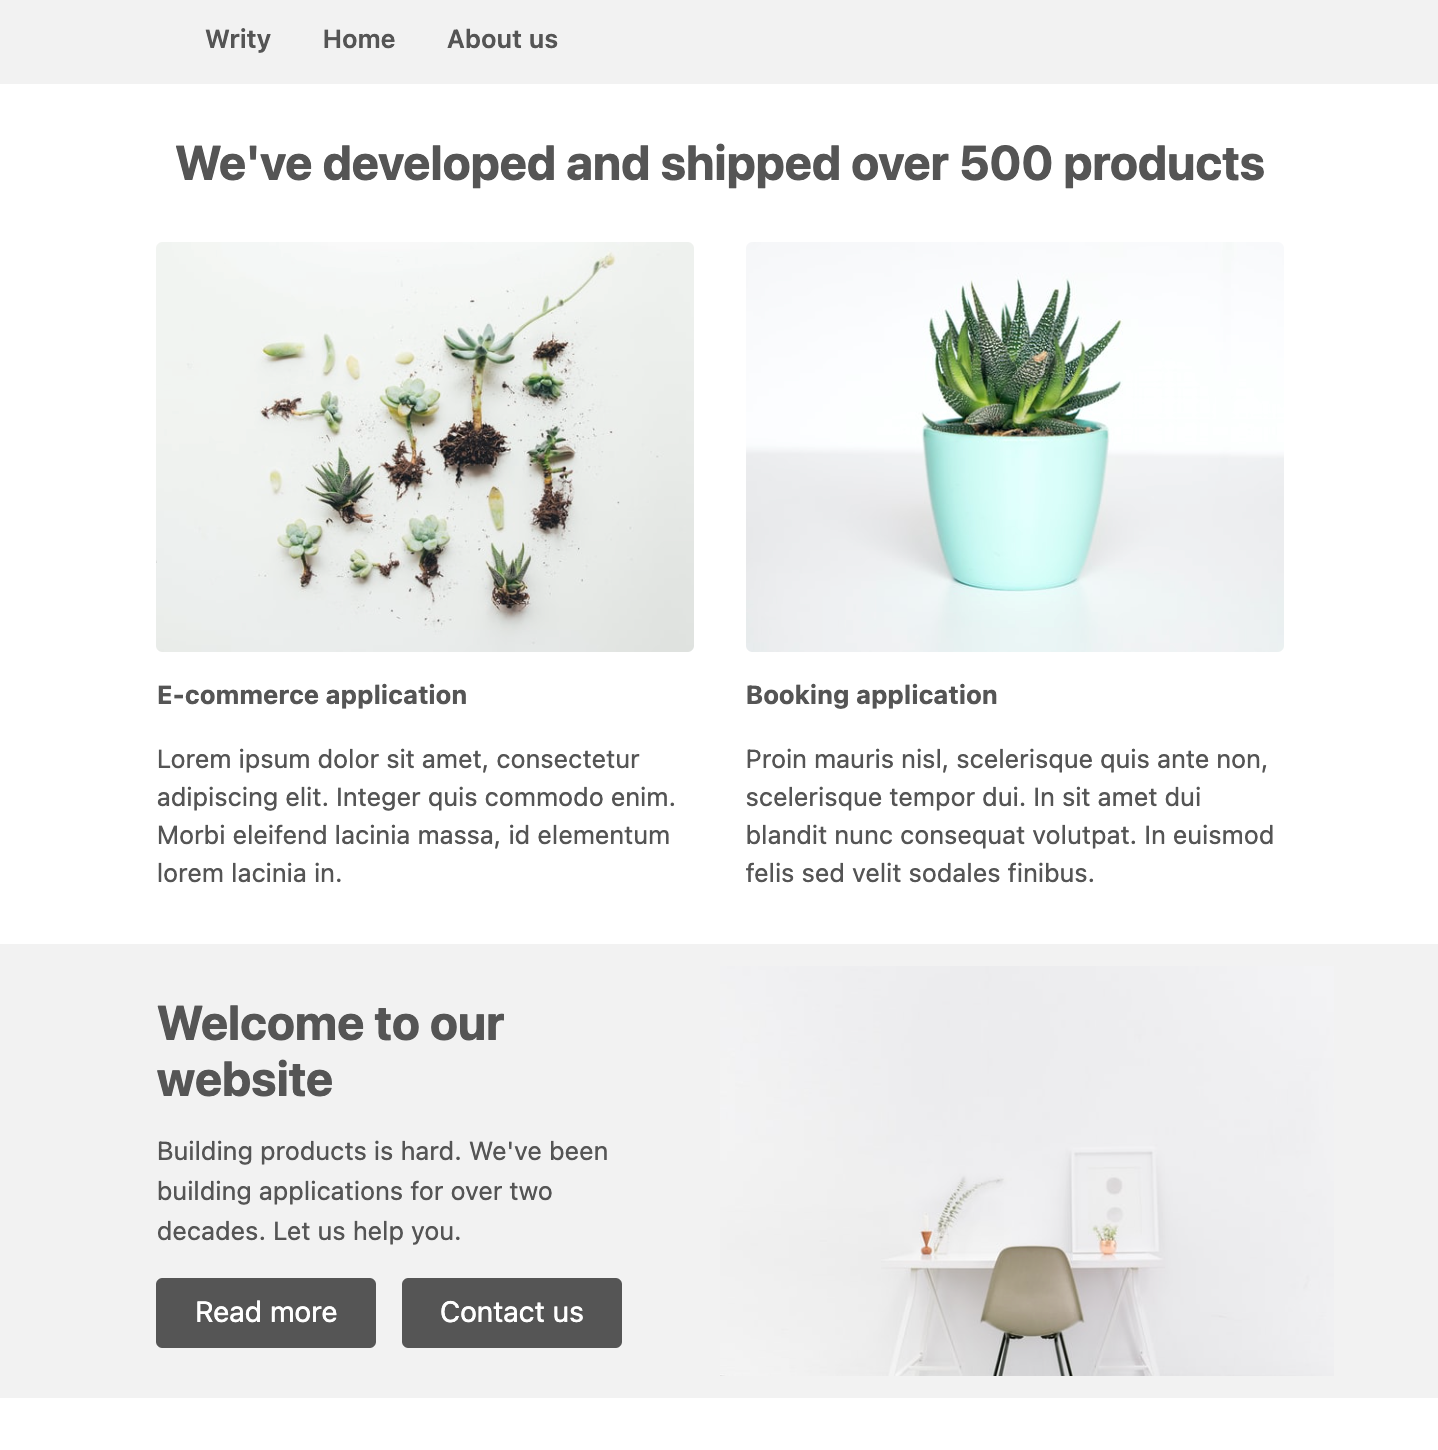 Writy Home About us
We've developed and shipped over 500 products
E-commerce application
Lorem ipsum dolor sit amet, consectetur
adipiscing elit. Integer quis commodo enim.
Morbi eleifend lacinia massa, id elementum
lorem lacinia in.
Booking application
Proin mauris nisl, scelerisque quis ante non,
scelerisque tempor dui. In sit amet dui
blandit nunc consequat volutpat. In euismod
felis sed velit sodales finibus.
Welcome to our
website
Building products is hard. We've been
building applications for over two
decades. Let us help you.
Read more
Contact us